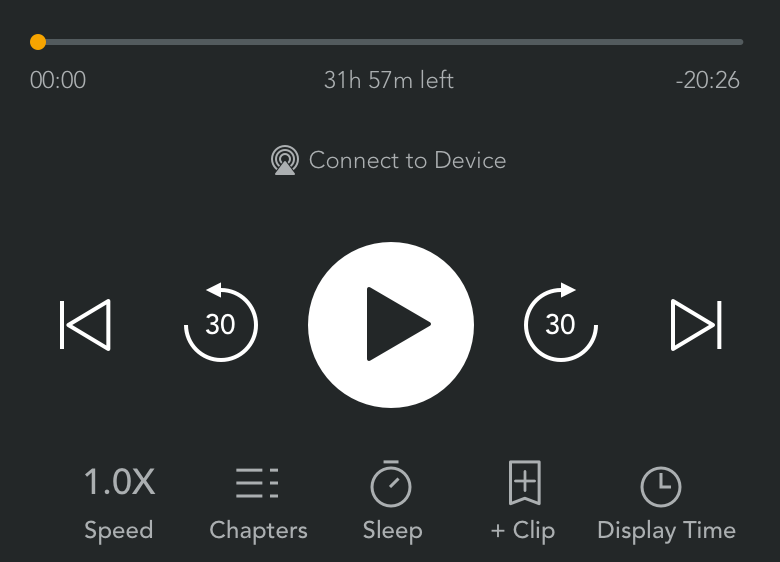 00:00 31h 57m left -20:26
Connect to Device
30 30
1.0X
Speed Chapters Sleep + Clip Display Time